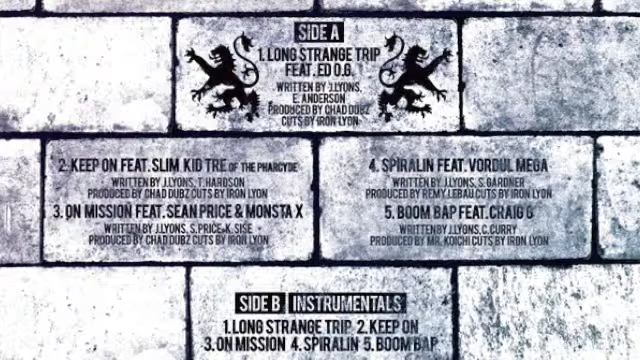 SIDE A
1. LONG STRANGE TRIP
FEAT. ED O.G.
WRITTEN BY J.LYONS,
E. ANDERSON
PRODUCED BY CHAD DUBZ
CUTS BY IRON LYON
2. KEEP ON FEAT. SLIM KID TRE OF THE PHARCYDE
WRITTEN BY J.LYONS, T. HARDSON
PRODUCED BY CHAD DUBZ CUTS BY IRON LYON
3. ON MISSION FEAT. SEAN PRICE & MONSTA X
WRITTEN BY J.LYONS, S.PRICE, K. SISE
PRODUCED BY CHAD DUBZ CUTS BY IRON LYON
4. SPIRALIN FEAT. VORDUL MEGA
WRITTEN BY J.LYONS, S. GARDNER
PRODUCED BY REMY LEBAU CUTS BY IRON LYON
5. BOOM BAP FEAT. CRAIG G
WRITTEN BY J.LYONS, C. CURRY
PRODUCED BY MR. KOICHI CUTS BY IRON LYON
SIDE B INSTRUMENTALS
1. LONG STRANGE TRIP 2. KEEP ON
3. ON MISSION 4. SPIRALIN 5. BOOM BAP